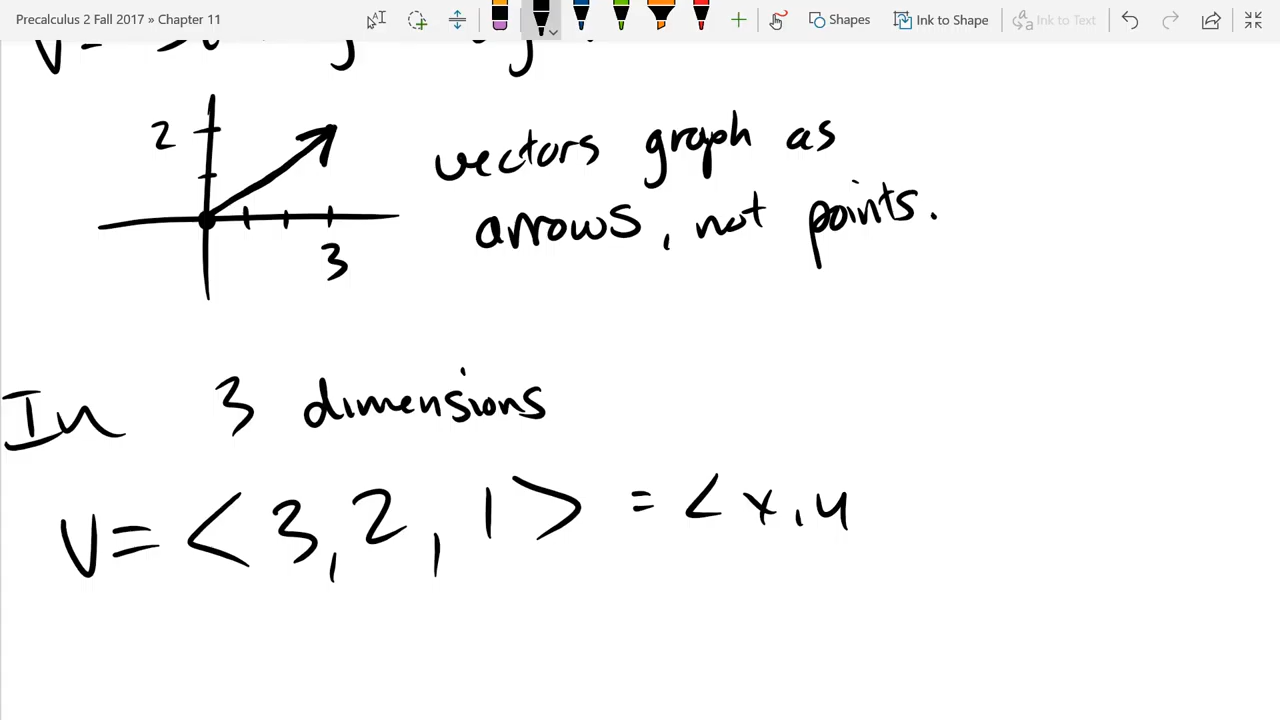 Precalculus 2 Fall 2017 » Chapter 11
Shapes
Ink to Shape
Ink to Text
2
vectors graph as
arrows, not points.
3
In 3 dimensions
V = < 3, 2, 1 > = < x, y